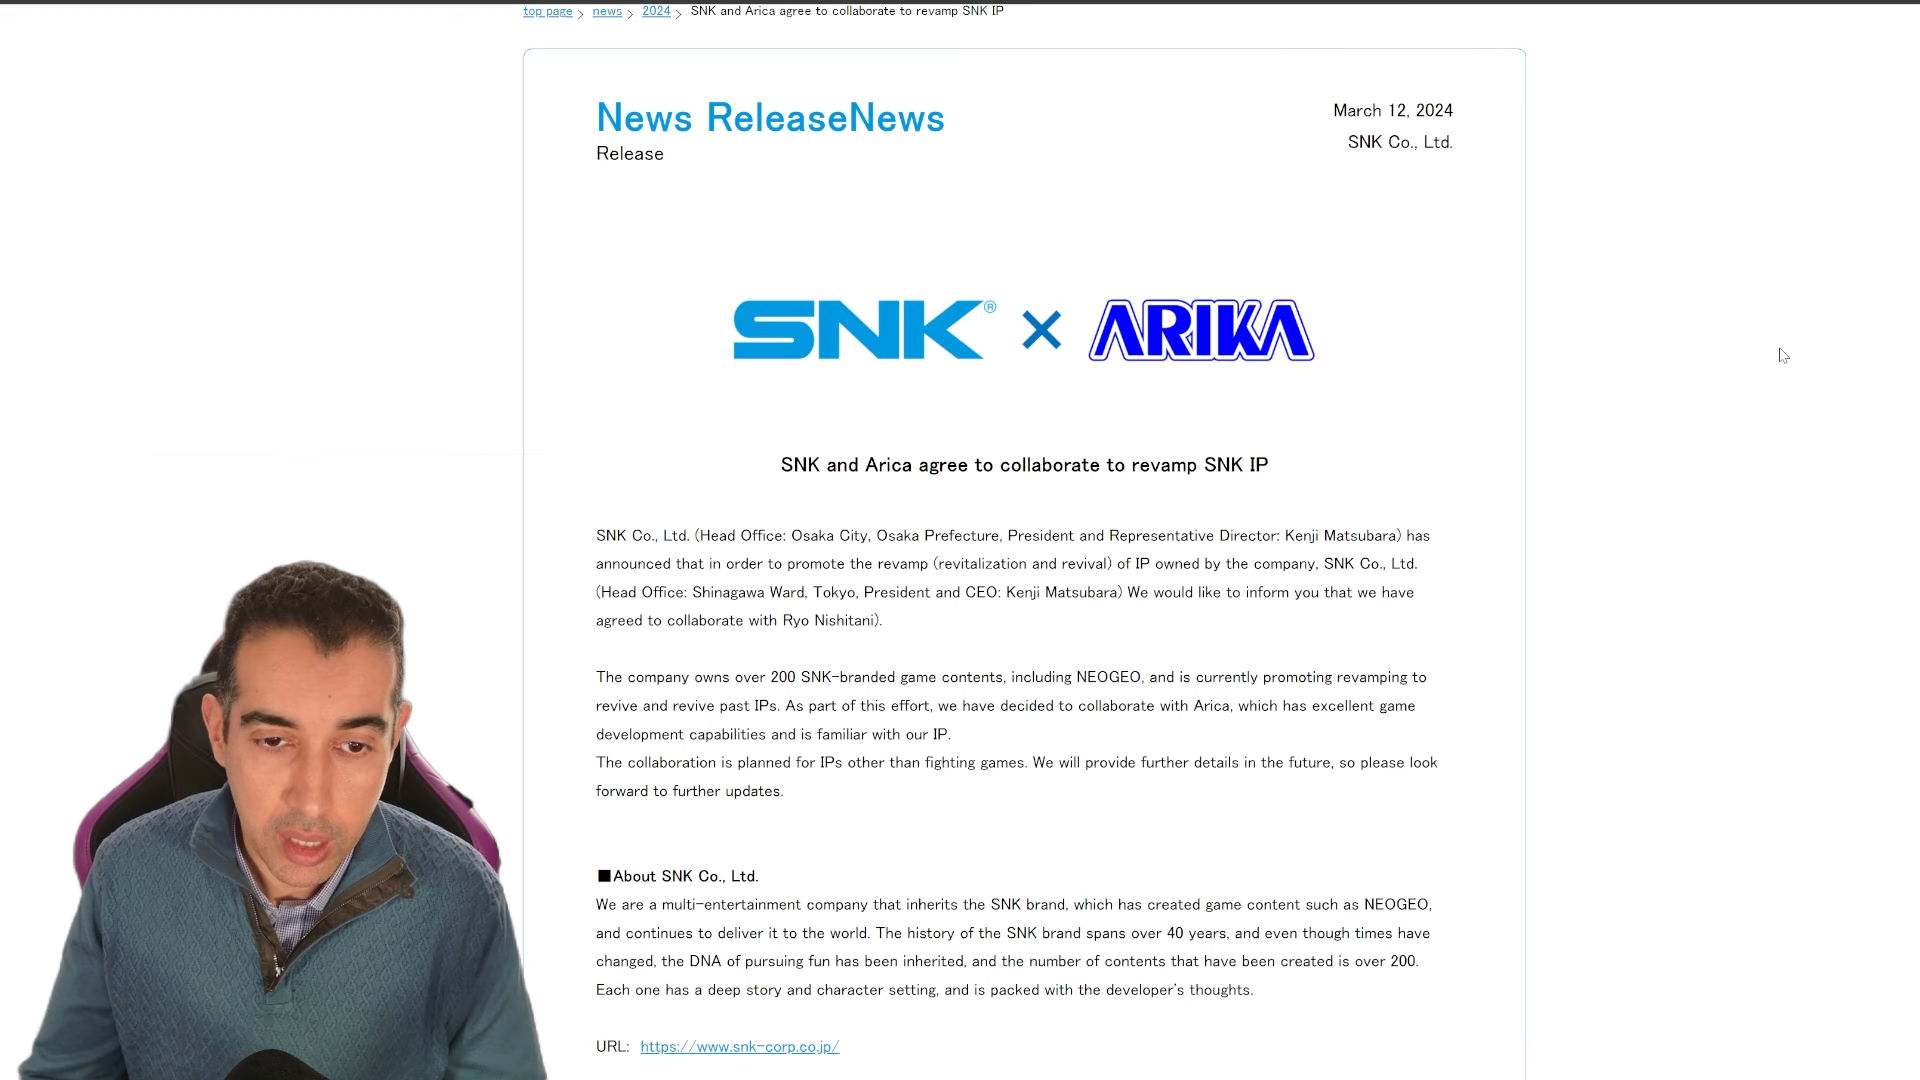 top page > news > 2024 > SNK and Arica agree to collaborate to revamp SNK IP
News ReleaseNews
Release
March 12, 2024
SNK Co., Ltd.
SNK® × ARIKA
SNK and Arica agree to collaborate to revamp SNK IP
SNK Co., Ltd. (Head Office: Osaka City, Osaka Prefecture, President and Representative Director: Kenji Matsubara) has
announced that in order to promote the revamp (revitalization and revival) of IP owned by the company, SNK Co., Ltd.
(Head Office: Shinagawa Ward, Tokyo, President and CEO: Kenji Matsubara) We would like to inform you that we have
agreed to collaborate with Ryo Nishitani).
The company owns over 200 SNK-branded game contents, including NEOGEO, and is currently promoting revamping to
revive and revive past IPs. As part of this effort, we have decided to collaborate with Arica, which has excellent game
development capabilities and is familiar with our IP.
The collaboration is planned for IPs other than fighting games. We will provide further details in the future, so please look
forward to further updates.
■About SNK Co., Ltd.
We are a multi-entertainment company that inherits the SNK brand, which has created game content such as NEOGEO,
and continues to deliver it to the world. The history of the SNK brand spans over 40 years, and even though times have
changed, the DNA of pursuing fun has been inherited, and the number of contents that have been created is over 200.
Each one has a deep story and character setting, and is packed with the developer's thoughts.
URL: https://www.snk-corp.co.jp/